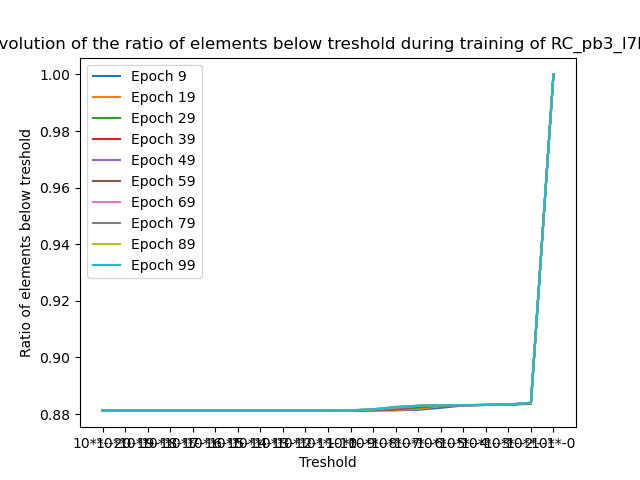 volution of the ratio of elements below treshold during training of RC_pb3_l7
1.00
0.98
0.96
0.94
0.92
0.90
0.88
Ratio of elements below treshold
Epoch 9
Epoch 19
Epoch 29
Epoch 39
Epoch 49
Epoch 59
Epoch 69
Epoch 79
Epoch 89
Epoch 99
Treshold